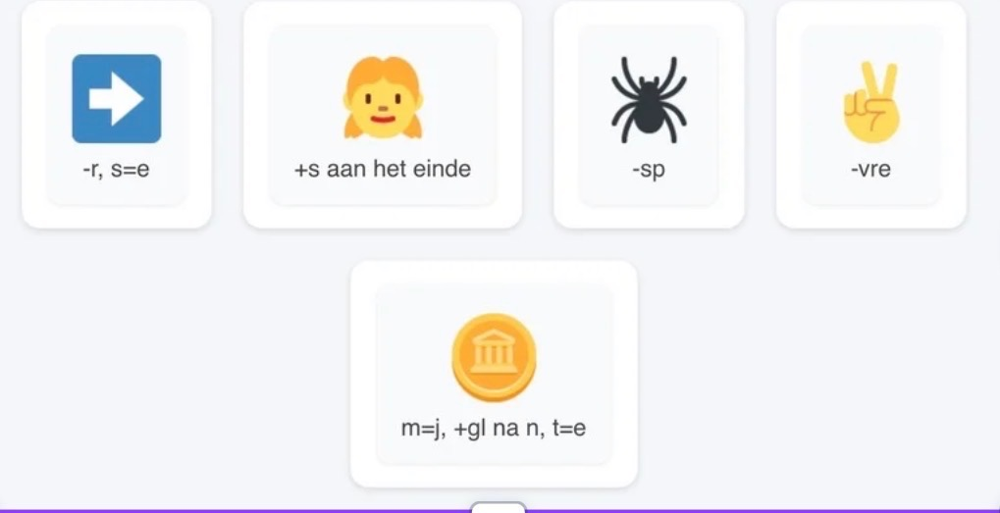 -r, s=e
+s aan het einde
-sp
-vre
m=j, +gl na n, t=e